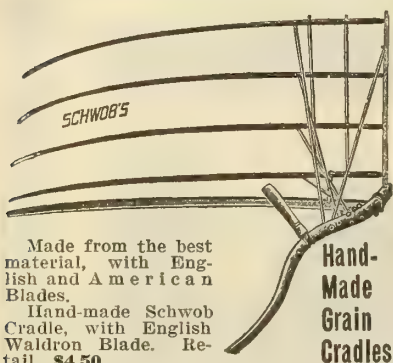 SCHWOB'S
Made from the best
material, with Eng-
lish and American
Blades.
Hand-made Schwob
Cradle, with English
Waldron Blade. Re-
tail, $4.50
Hand-
Made
Grain
Cradles